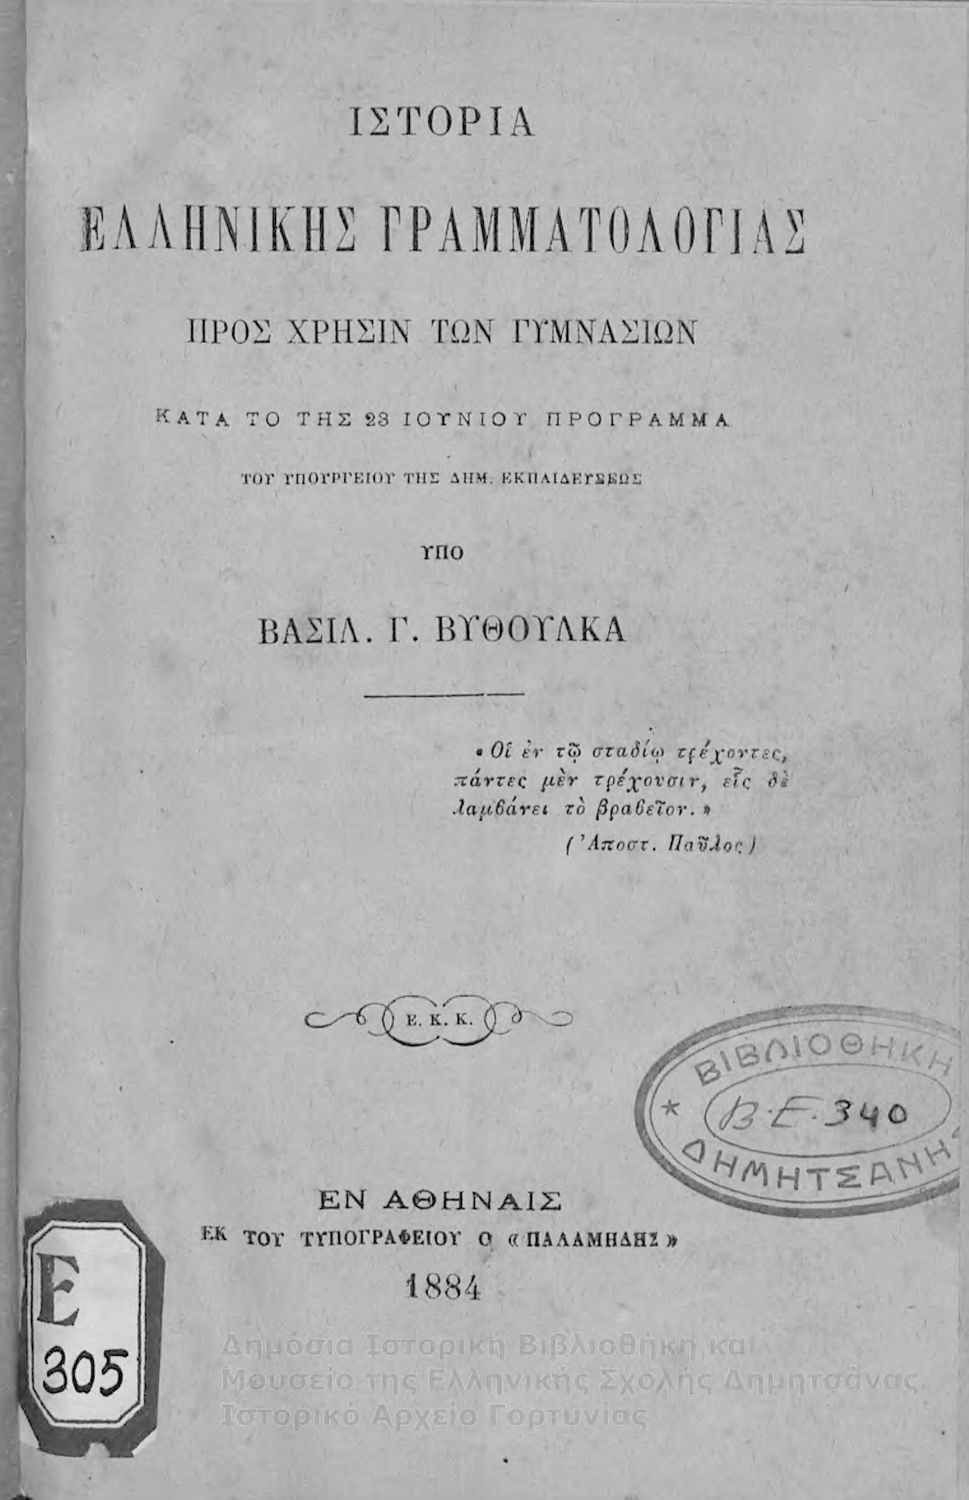 ΙΣΤΟΡΙΑ
ΕΛΛΗΝΙΚΗΣ ΓΡΑΜΜΑΤΟΛΟΓΙΑΣ
ΠΡΟΣ ΧΡΗΣΙΝ ΤΩΝ ΓΥΜΝΑΣΙΩΝ
ΚΑΤΑ ΤΟ ΤΗΣ 23 ΙΟΥΝΙΟΥ ΠΡΟΓΡΑΜΜΑ
ΤΟΥ ΥΠΟΥΡΓΕΙΟΥ ΤΗΣ ΔΗΜ. ΕΚΠΑΙΔΕΥΣΕΩΣ
ΥΠΟ
ΒΑΣΙΛ. Γ. ΒΥΘΟΥΛΚΑ
«Οἱ ἐν τῷ σταδίῳ τρέχοντες,
πάντες μὲν τρέχουσιν, εἷς δὲ
λαμβάνει τὸ βραβεῖον.»
(Ἀποστ. Παῦλος)
Ε. Κ. Κ.
ΒΙΒΛΙΟΘΗΚΗ
Β.Ε. 340
ΔΗΜΗΤΣΑΝΗΣ
ΕΝ ΑΘΗΝΑΙΣ
ΕΚ ΤΟΥ ΤΥΠΟΓΡΑΦΕΙΟΥ Ο «ΠΑΛΑΜΗΔΗΣ»
1884
Ε
305
Δημόσια Ιστορική Βιβλιοθήκη και
Μουσείο της Ελληνικής Σχολής Δημητσάνας.
Ιστορικό Αρχείο Γορτυνίας